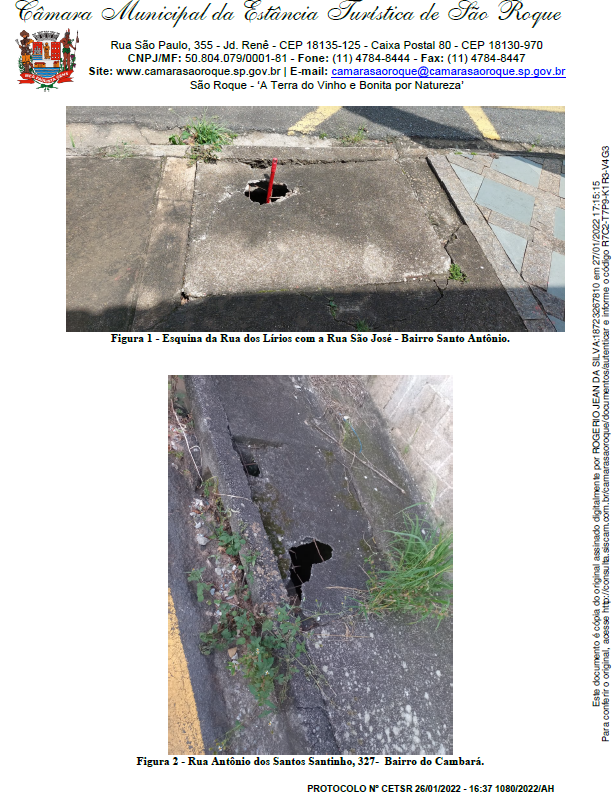 Câmara Municipal da Estância Turística de São Roque
Rua São Paulo, 355 - Jd. Renê - CEP 18135-125 - Caixa Postal 80 - CEP 18130-970
CNPJ/MF: 50.804.079/0001-81 - Fone: (11) 4784-8444 - Fax: (11) 4784-8447
Site: www.camarasaoroque.sp.gov.br | E-mail: camarasaoroque@camarasaoroque.sp.gov.br
São Roque - 'A Terra do Vinho e Bonita por Natureza'
Figura 1 - Esquina da Rua dos Lírios com a Rua São José - Bairro Santo Antônio.
Figura 2 - Rua Antônio dos Santos Santinho, 327- Bairro do Cambará.
PROTOCOLO Nº CETSR 26/01/2022 - 16:37 1080/2022/AH
Este documento é cópia do original assinado digitalmente por ROGERIO JEAN DA SILVA:18723267810 em 27/01/2022 17:15:15
Para conferir o original, acesse http://consulta.siscam.com.br/camarasaoroque/documentos/autenticar e informe o código R7C2-T7P9-K1R3-V4G3